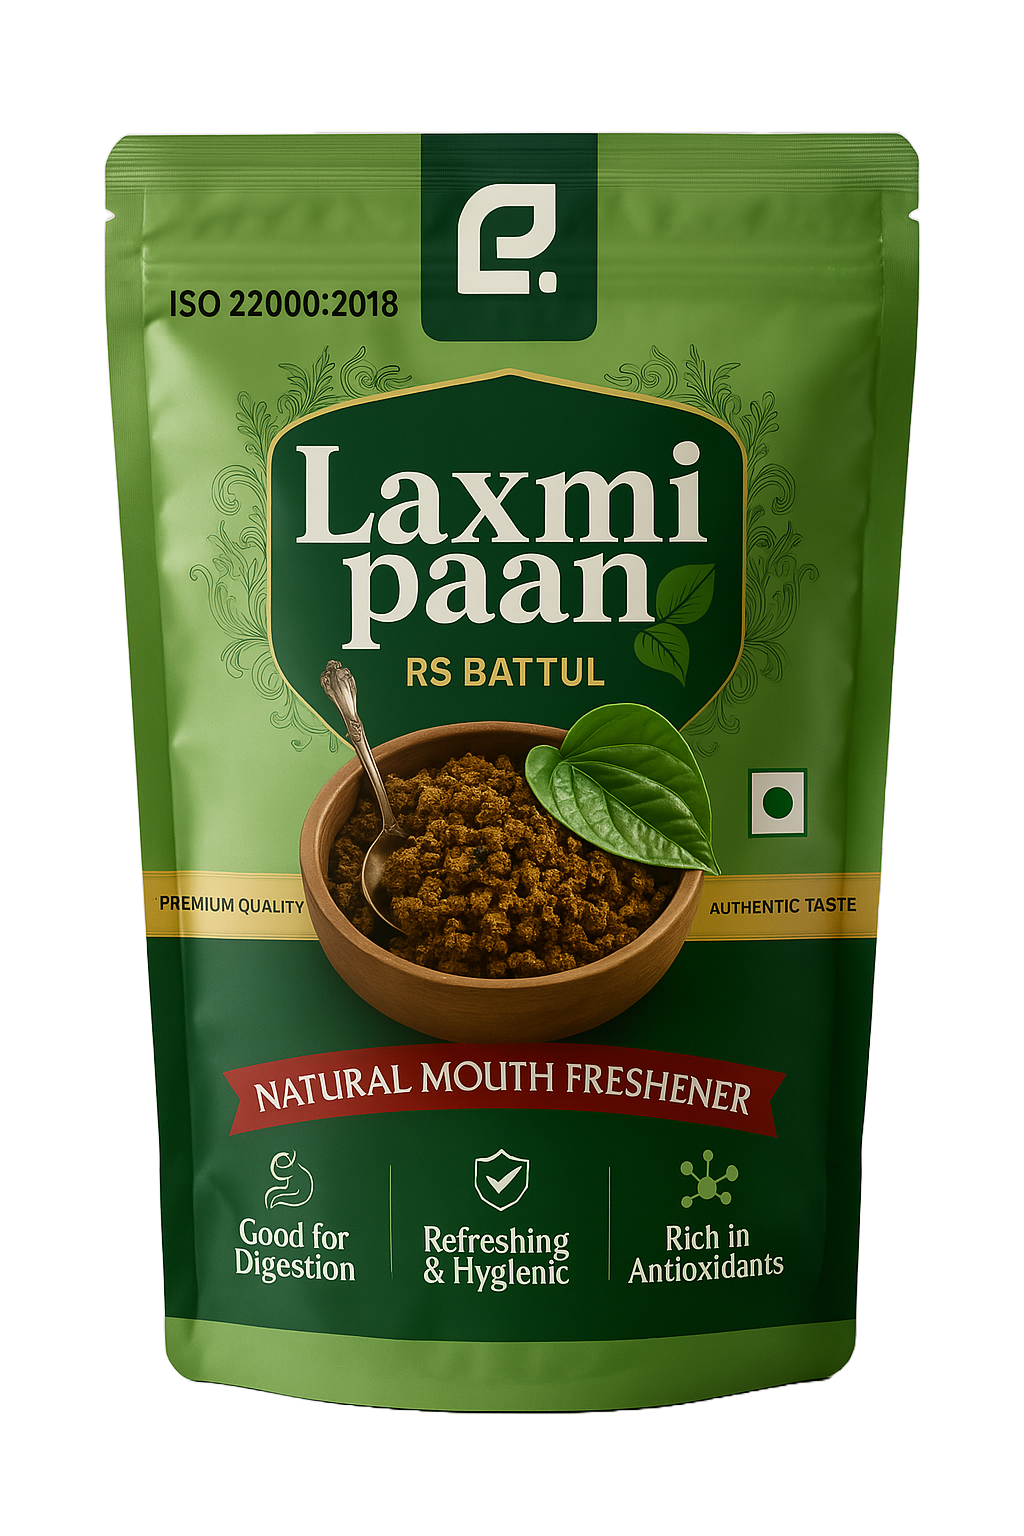 ISO 22000:2018
Laxmi
paan
RS BATTUL
PREMIUM QUALITY
AUTHENTIC TASTE
NATURAL MOUTH FRESHENER
Good for
Digestion
Refreshing
& Hyglenic
Rich in
Antioxidants